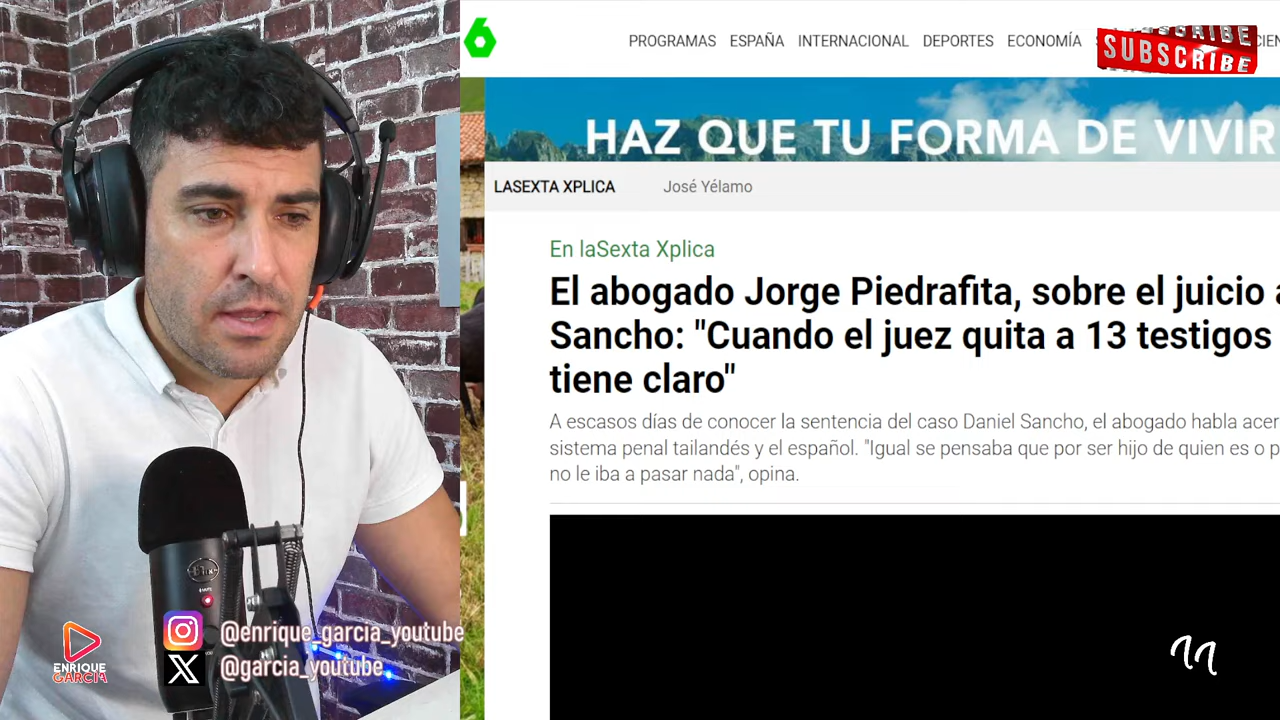 PROGRAMAS ESPAÑA INTERNACIONAL DEPORTES ECONOMÍA
SUBSCRIBE
HAZ QUE TU FORMA DE VIVIR
LASEXTA XPLICA José Yélamo
En laSexta Xplica
El abogado Jorge Piedrafita, sobre el juicio a
Sancho: "Cuando el juez quita a 13 testigos
tiene claro"
A escasos días de conocer la sentencia del caso Daniel Sancho, el abogado habla acer
sistema penal tailandés y el español. "Igual se pensaba que por ser hijo de quien es o p
no le iba a pasar nada", opina.
ENRIQUE
GARCIA
@enrique_garcia_youtube
@garcia_youtube